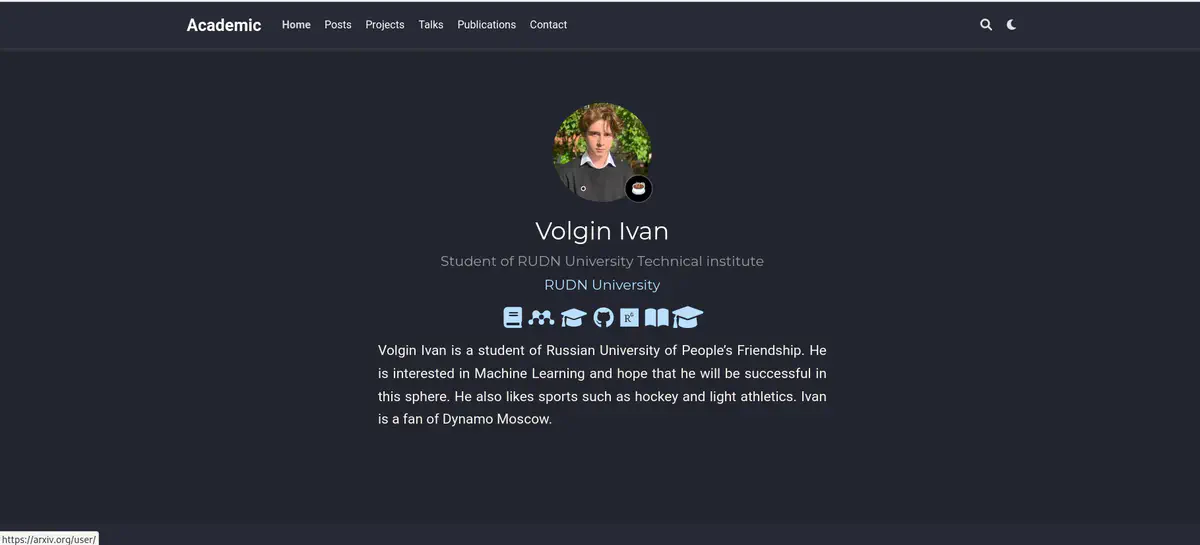 Academic Home Posts Projects Talks Publications Contact
Volgin Ivan
Student of RUDN University Technical institute
RUDN University
R⁶
Volgin Ivan is a student of Russian University of People’s Friendship. He
is interested in Machine Learning and hope that he will be successful in
this sphere. He also likes sports such as hockey and light athletics. Ivan
is a fan of Dynamo Moscow.
https://arxiv.org/user/